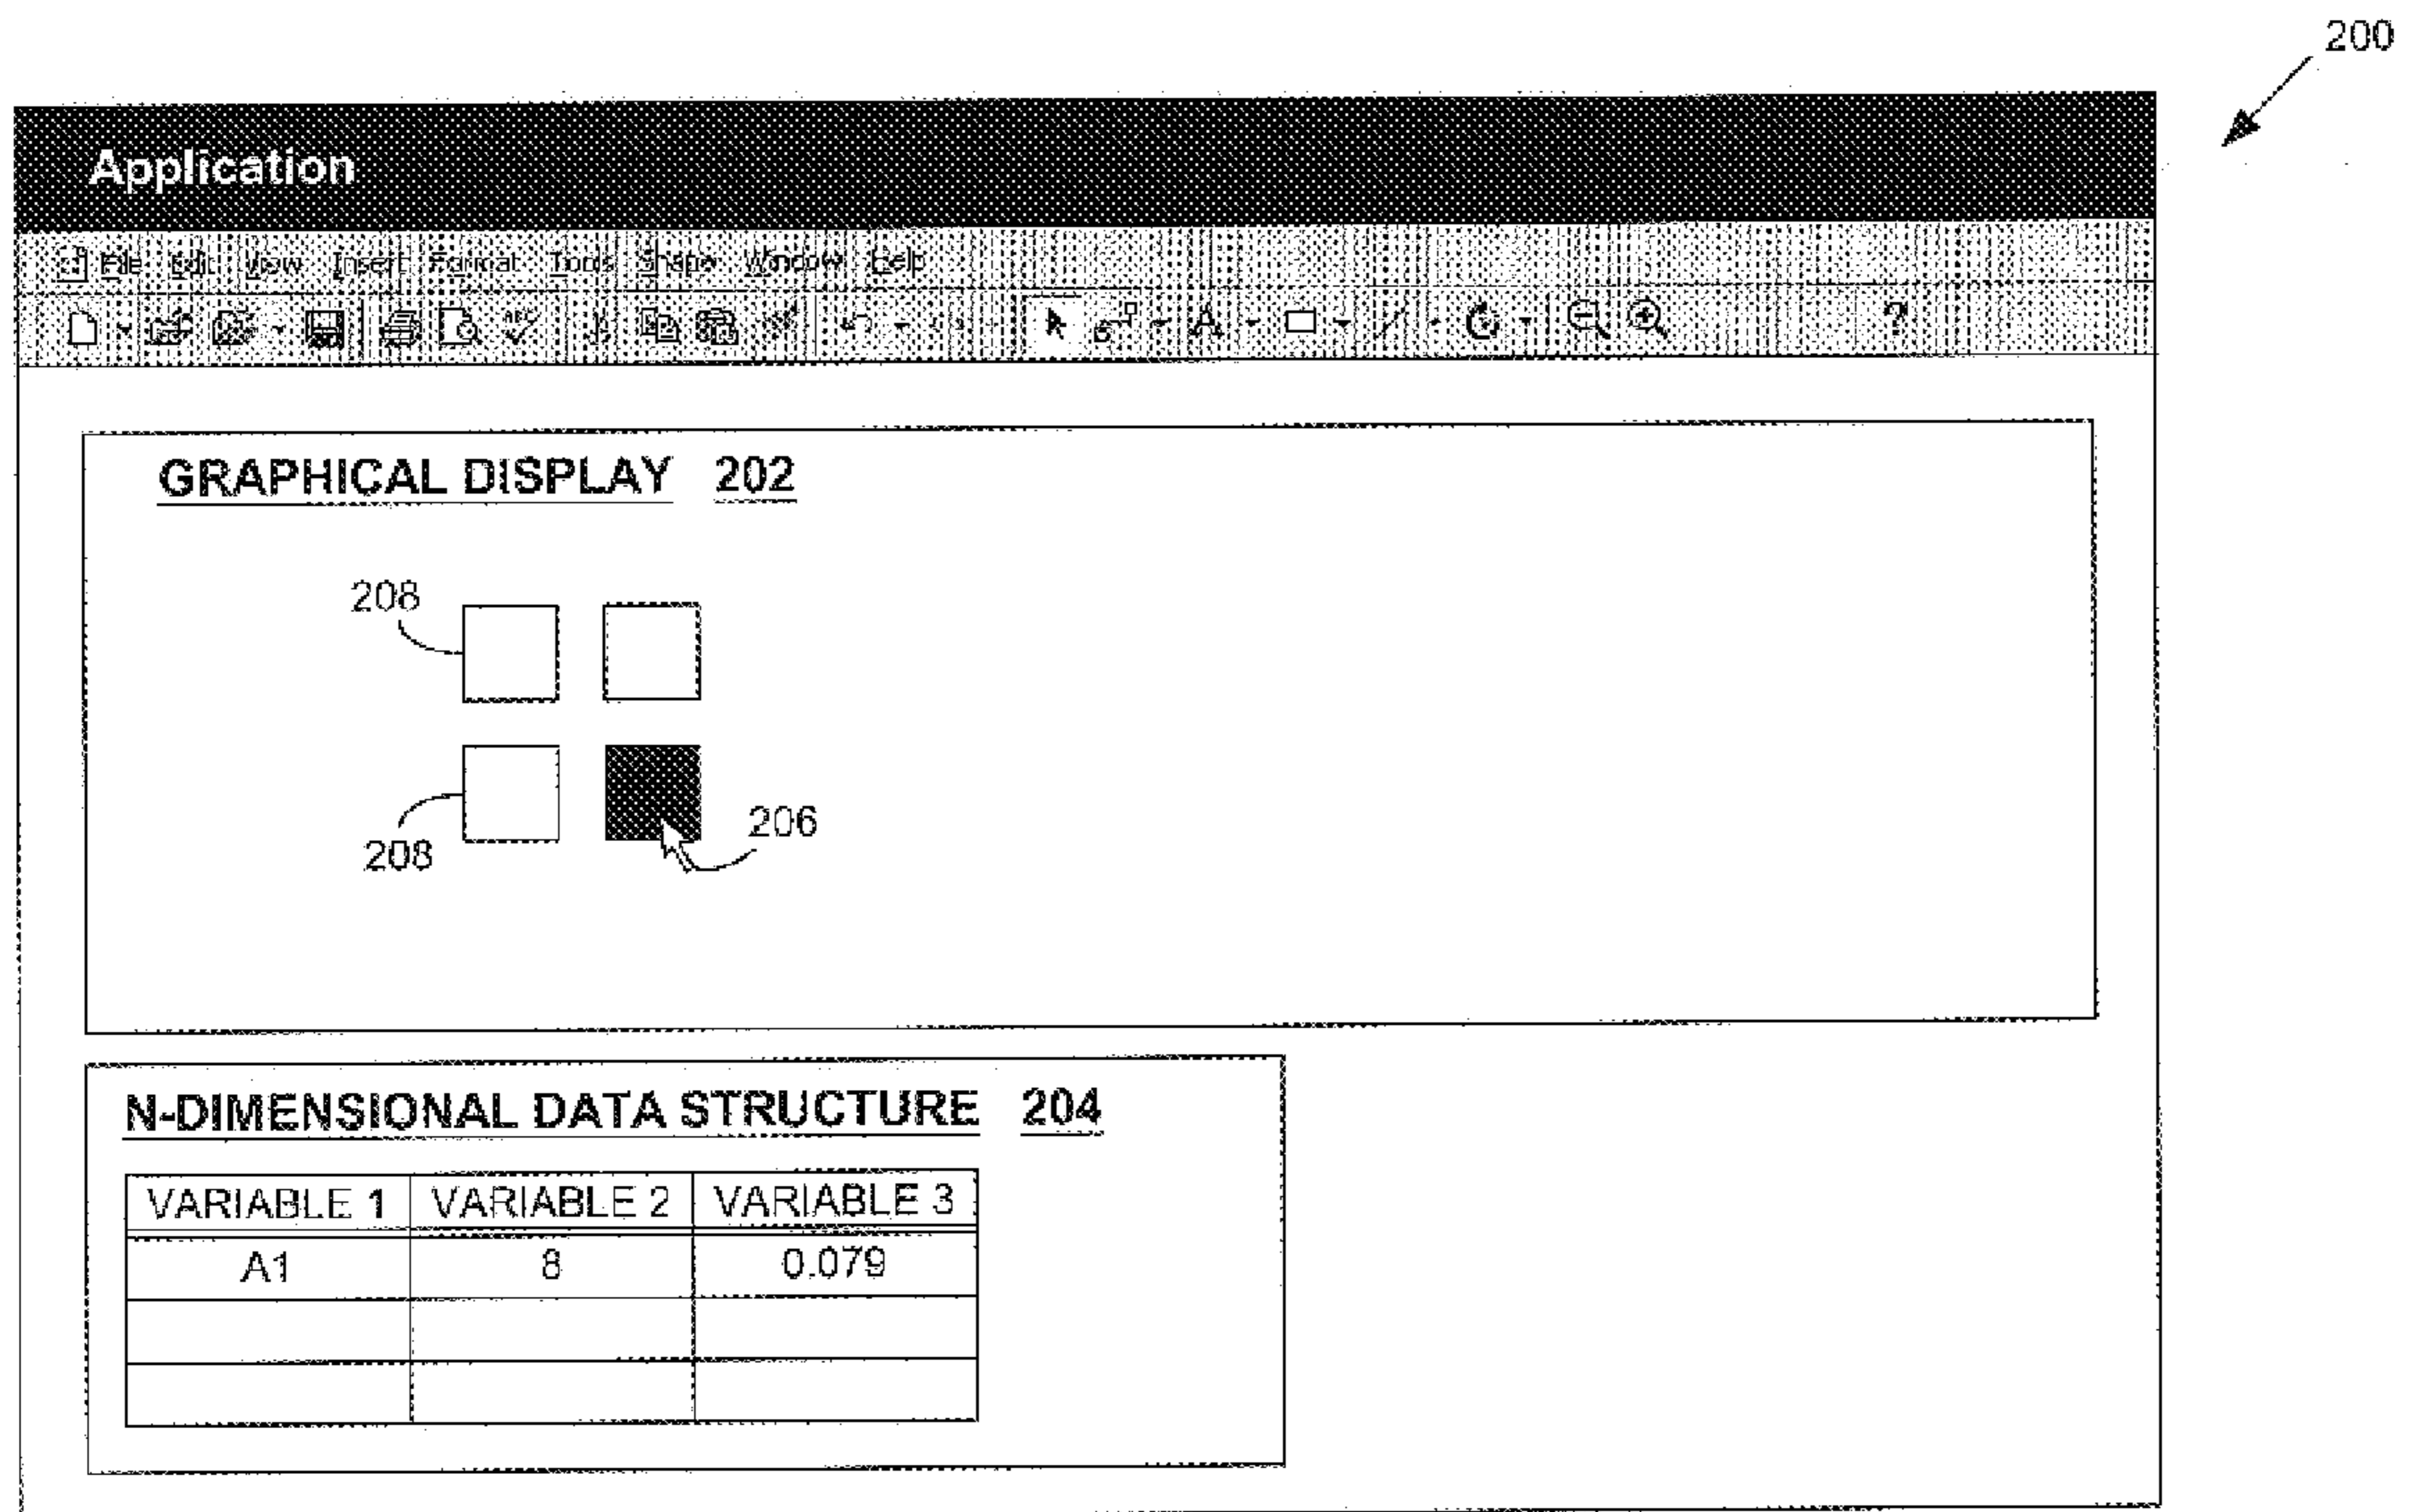 200
Application
File Edit View Insert Format Tools Shape Window Help
ABC A ?
GRAPHICAL DISPLAY 202
208
206
208
N-DIMENSIONAL DATA STRUCTURE 204
VARIABLE 1 VARIABLE 2 VARIABLE 3
A1 8 0.079